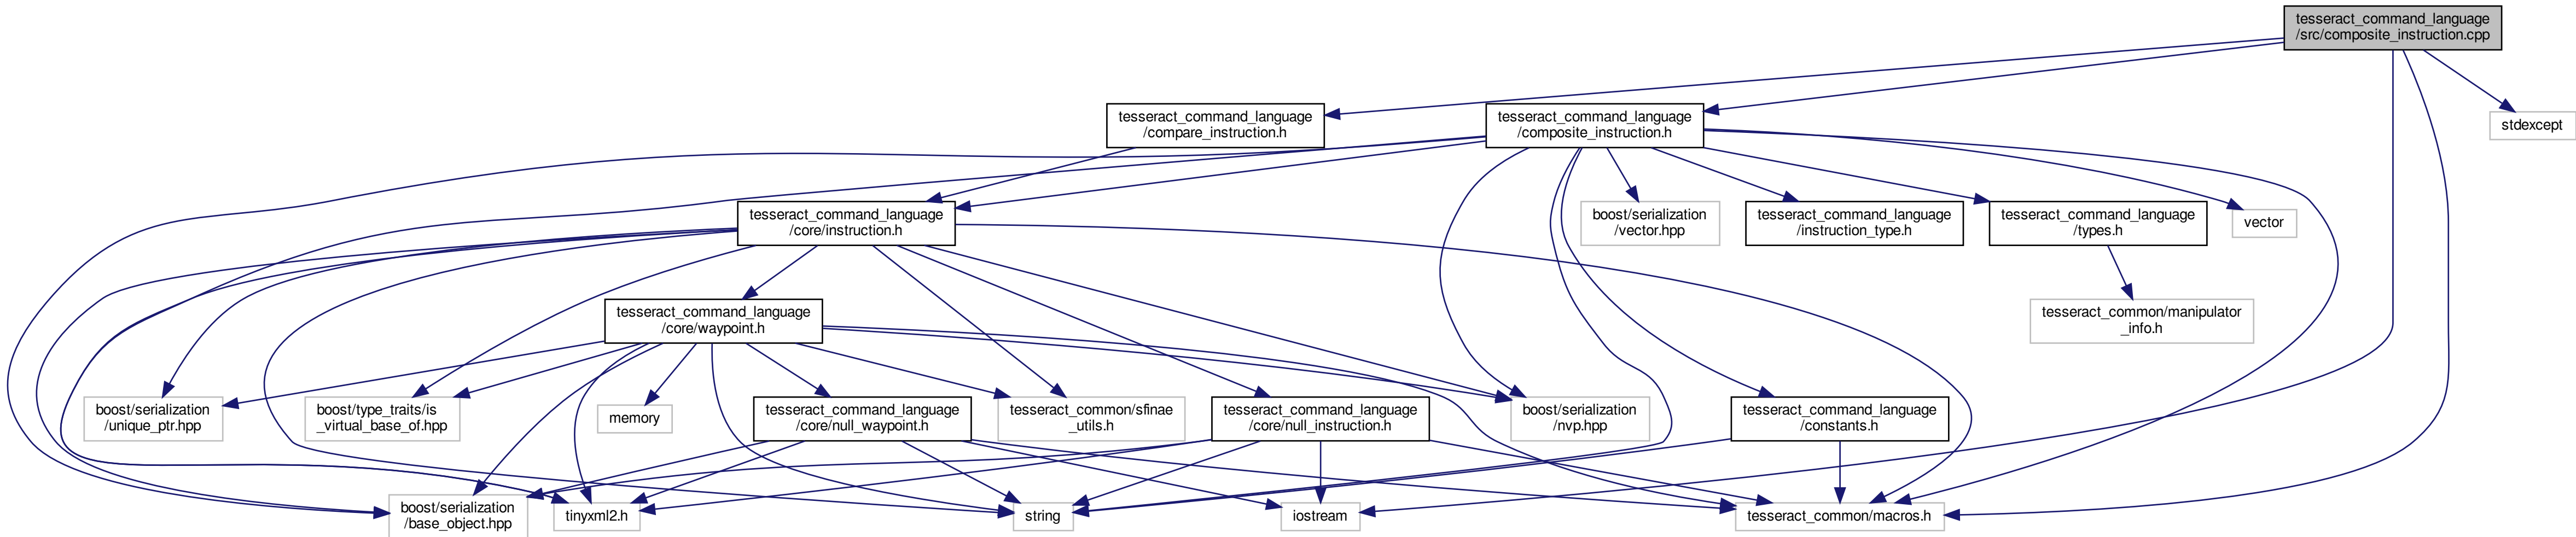 tesseract_command_language
/src/composite_instruction.cpp
tesseract_command_language
/compare_instruction.h
tesseract_command_language
/composite_instruction.h
stdexcept
tesseract_command_language
/core/instruction.h
boost/serialization
/vector.hpp
tesseract_command_language
/instruction_type.h
tesseract_command_language
/types.h
vector
tesseract_command_language
/core/waypoint.h
tesseract_common/manipulator
_info.h
boost/serialization
/unique_ptr.hpp
boost/type_traits/is
_virtual_base_of.hpp
memory
tesseract_command_language
/core/null_waypoint.h
tesseract_common/sfinae
_utils.h
tesseract_command_language
/core/null_instruction.h
boost/serialization
/nvp.hpp
tesseract_command_language
/constants.h
boost/serialization
/base_object.hpp
tinyxml2.h
string
iostream
tesseract_common/macros.h